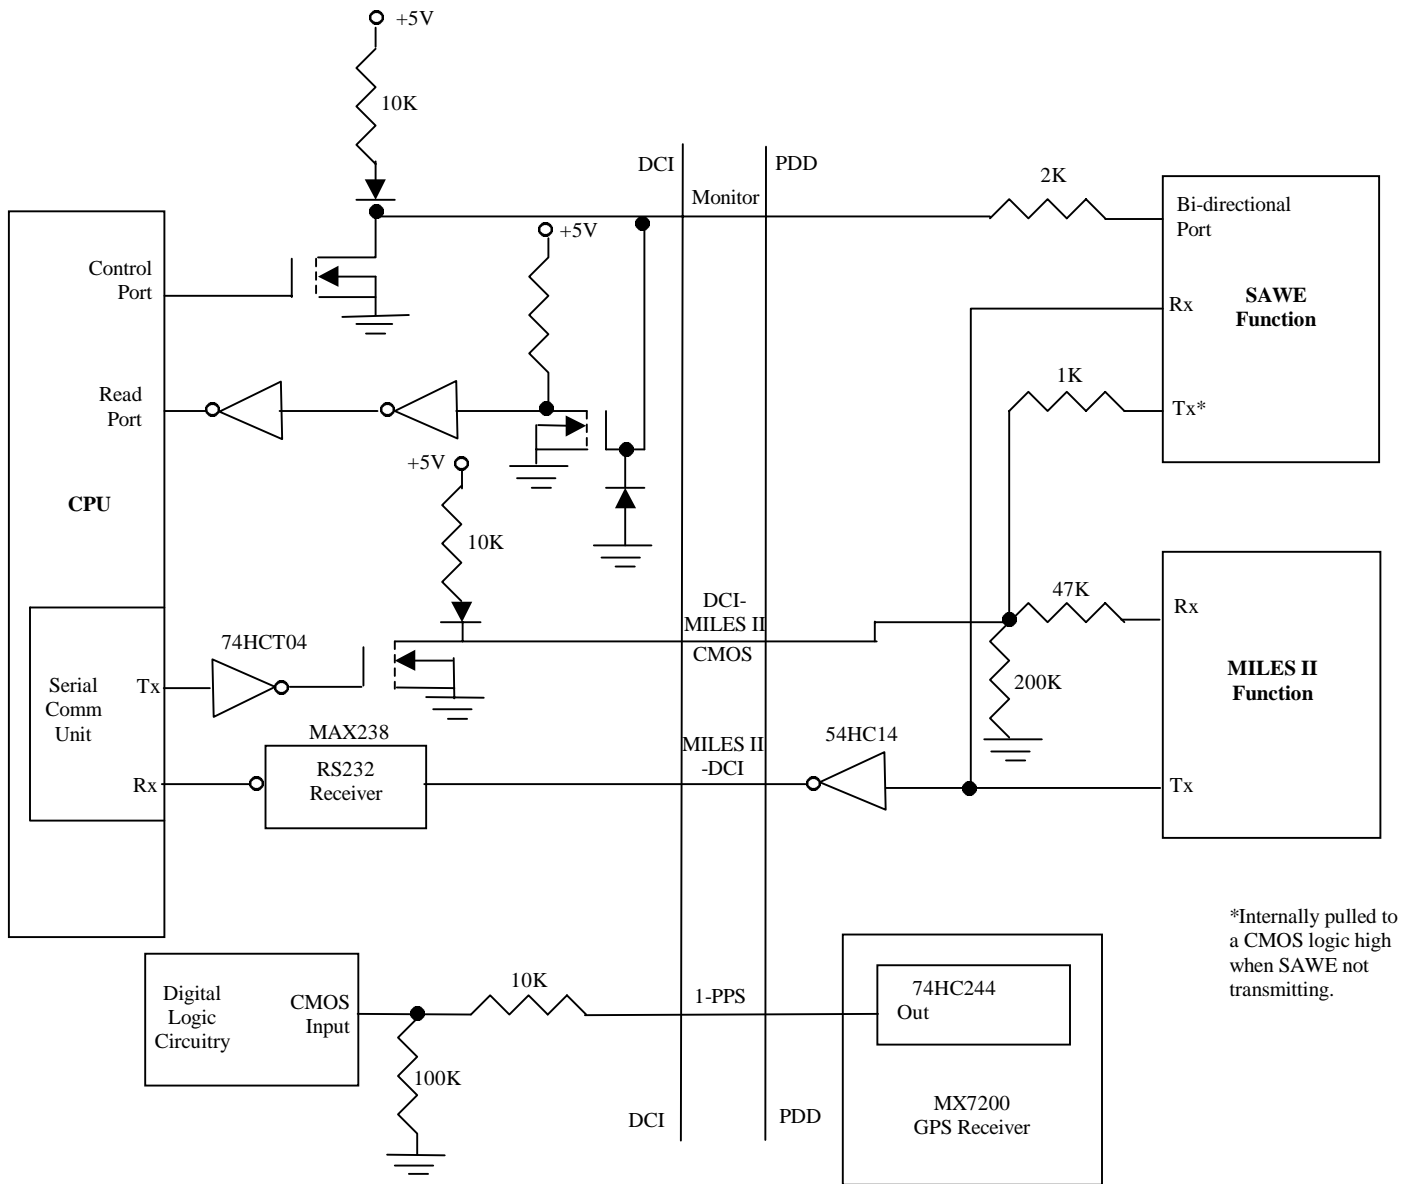 +5V
10K
DCI
PDD
2K
Monitor
Bi-directional
Port
+5V
Control
Port
Rx
SAWE
Function
1K
Read
Port
Tx*
+5V
CPU
10K
47K
DCI-
MILES II
CMOS
Rx
74HCT04
200K
MILES II
Function
Serial
Comm
Unit
Tx
MAX238
RS232
Receiver
MILES II
-DCI
54HC14
Rx
Tx
*Internally pulled to
a CMOS logic high
when SAWE not
transmitting.
Digital
Logic
Circuitry
CMOS
Input
10K
1-PPS
74HC244
Out
100K
DCI
PDD
MX7200
GPS Receiver